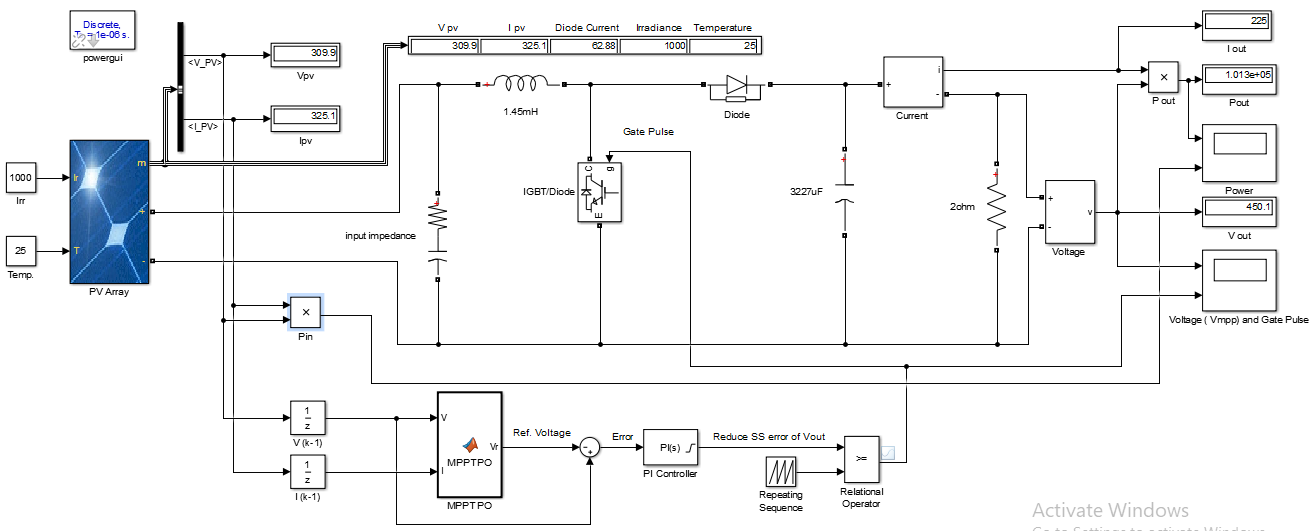 Discrete,
powergui
<V_PV>
309.9
Vpv
<I_PV>
325.1
Ipv
V pv
I pv
Diode Current
Irradiance
Temperature
309.9
325.1
62.88
1000
25
1000
Irr
25
Temp.
Ir
T
m
+
-
PV Array
1.45mH
+
Diode
input impedance
+
Gate Pulse
IGBT/Diode
g
C
E
3227uF
+
+
i
-
Current
2ohm
+
+
-
v
Voltage
225
I out
×
P out
1.013e+05
Pout
Power
450.1
V out
Voltage ( Vmpp) and Gate Pulse
×
Pin
1
z
V (k-1)
1
z
I (k-1)
V
I
Vr
MPPTPO
MPPTPO
Ref. Voltage
-
+
Error
PI(s)
PI Controller
Reduce SS error of Vout
Repeating
Sequence
>=
Relational
Operator
Activate Windows